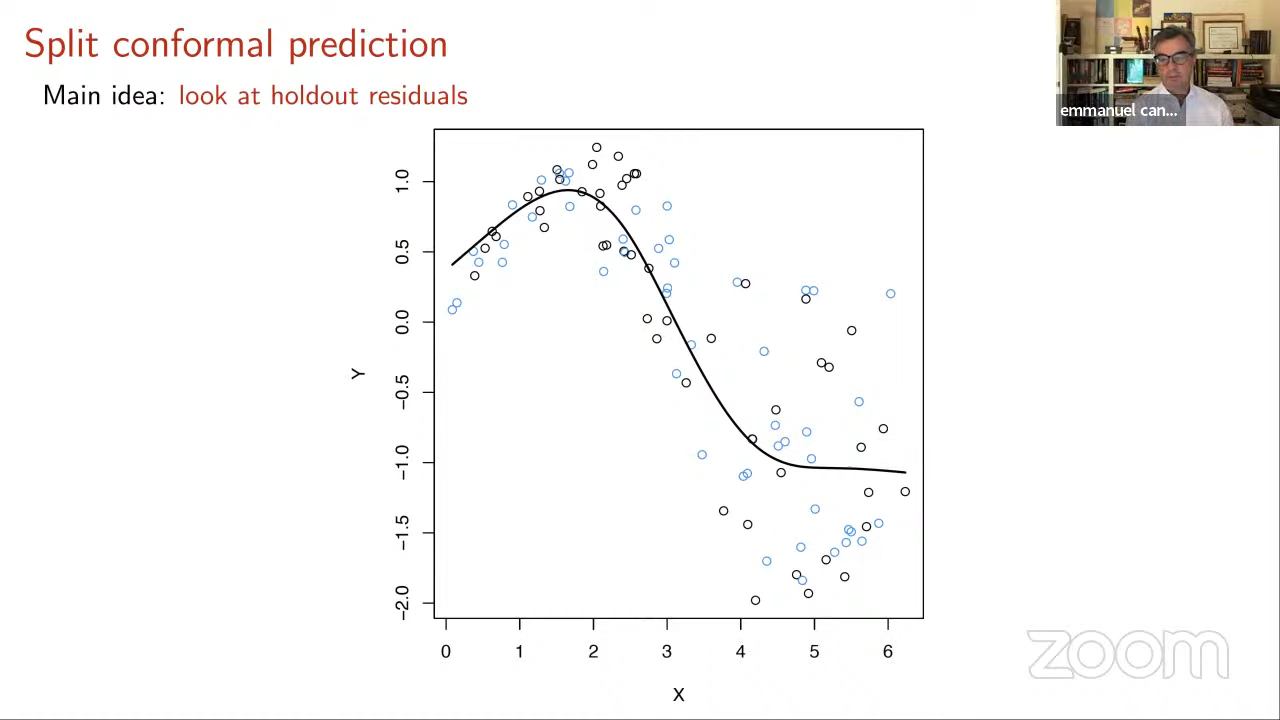 Split conformal prediction
Main idea: look at holdout residuals
emmanuel can...
1.0
0.5
0.0
−0.5
−1.0
−1.5
−2.0
Y
0 1 2 3 4 5 6
X
zoom